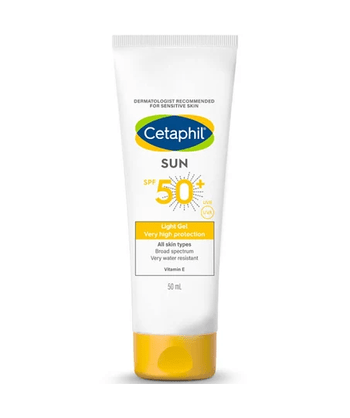 DERMATOLOGIST RECOMMENDED
FOR SENSITIVE SKIN
Cetaphil®
SUN
SPF 50+
UVA
Light Gel
Very high protection
All skin types
Broad spectrum
Very water resistant
Vitamin E
50 mL